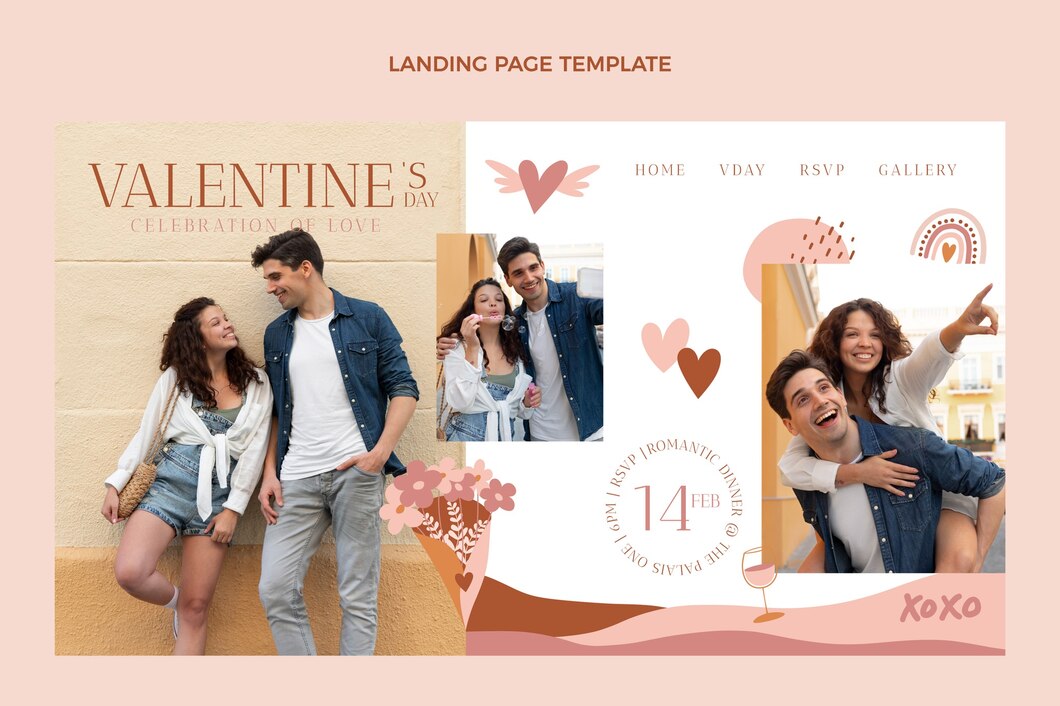 LANDING PAGE TEMPLATE
VALENTINE'S
DAY
CELEBRATION OF LOVE
HOME VDAY RSVP GALLERY
| 6PM | RSVP | ROMANTIC DINNER @ THE PALAIS ONE
14 FEB
XOXO